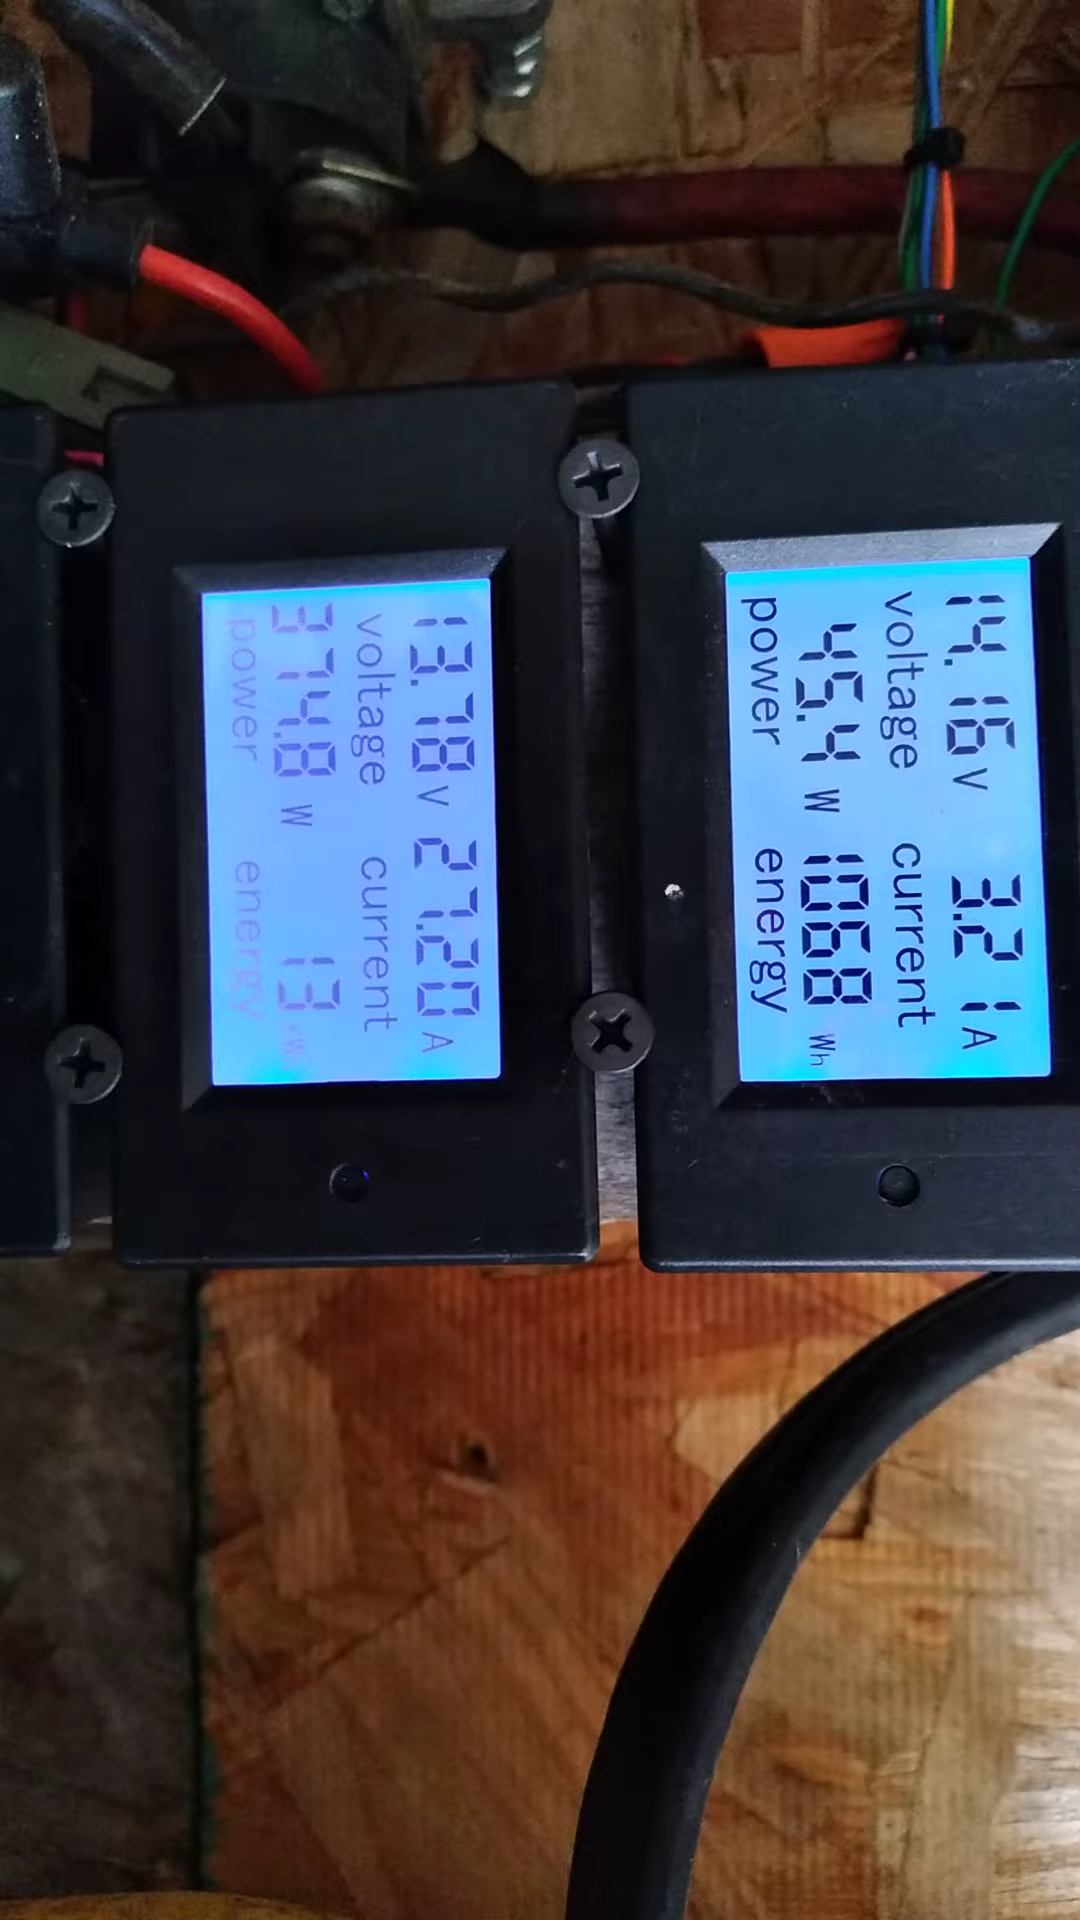 14.16 V 3.21 A
voltage current
45.4 W 1068 Wh
power energy
13.78 V 27.20 A
voltage current
374.8 W 13
power energy